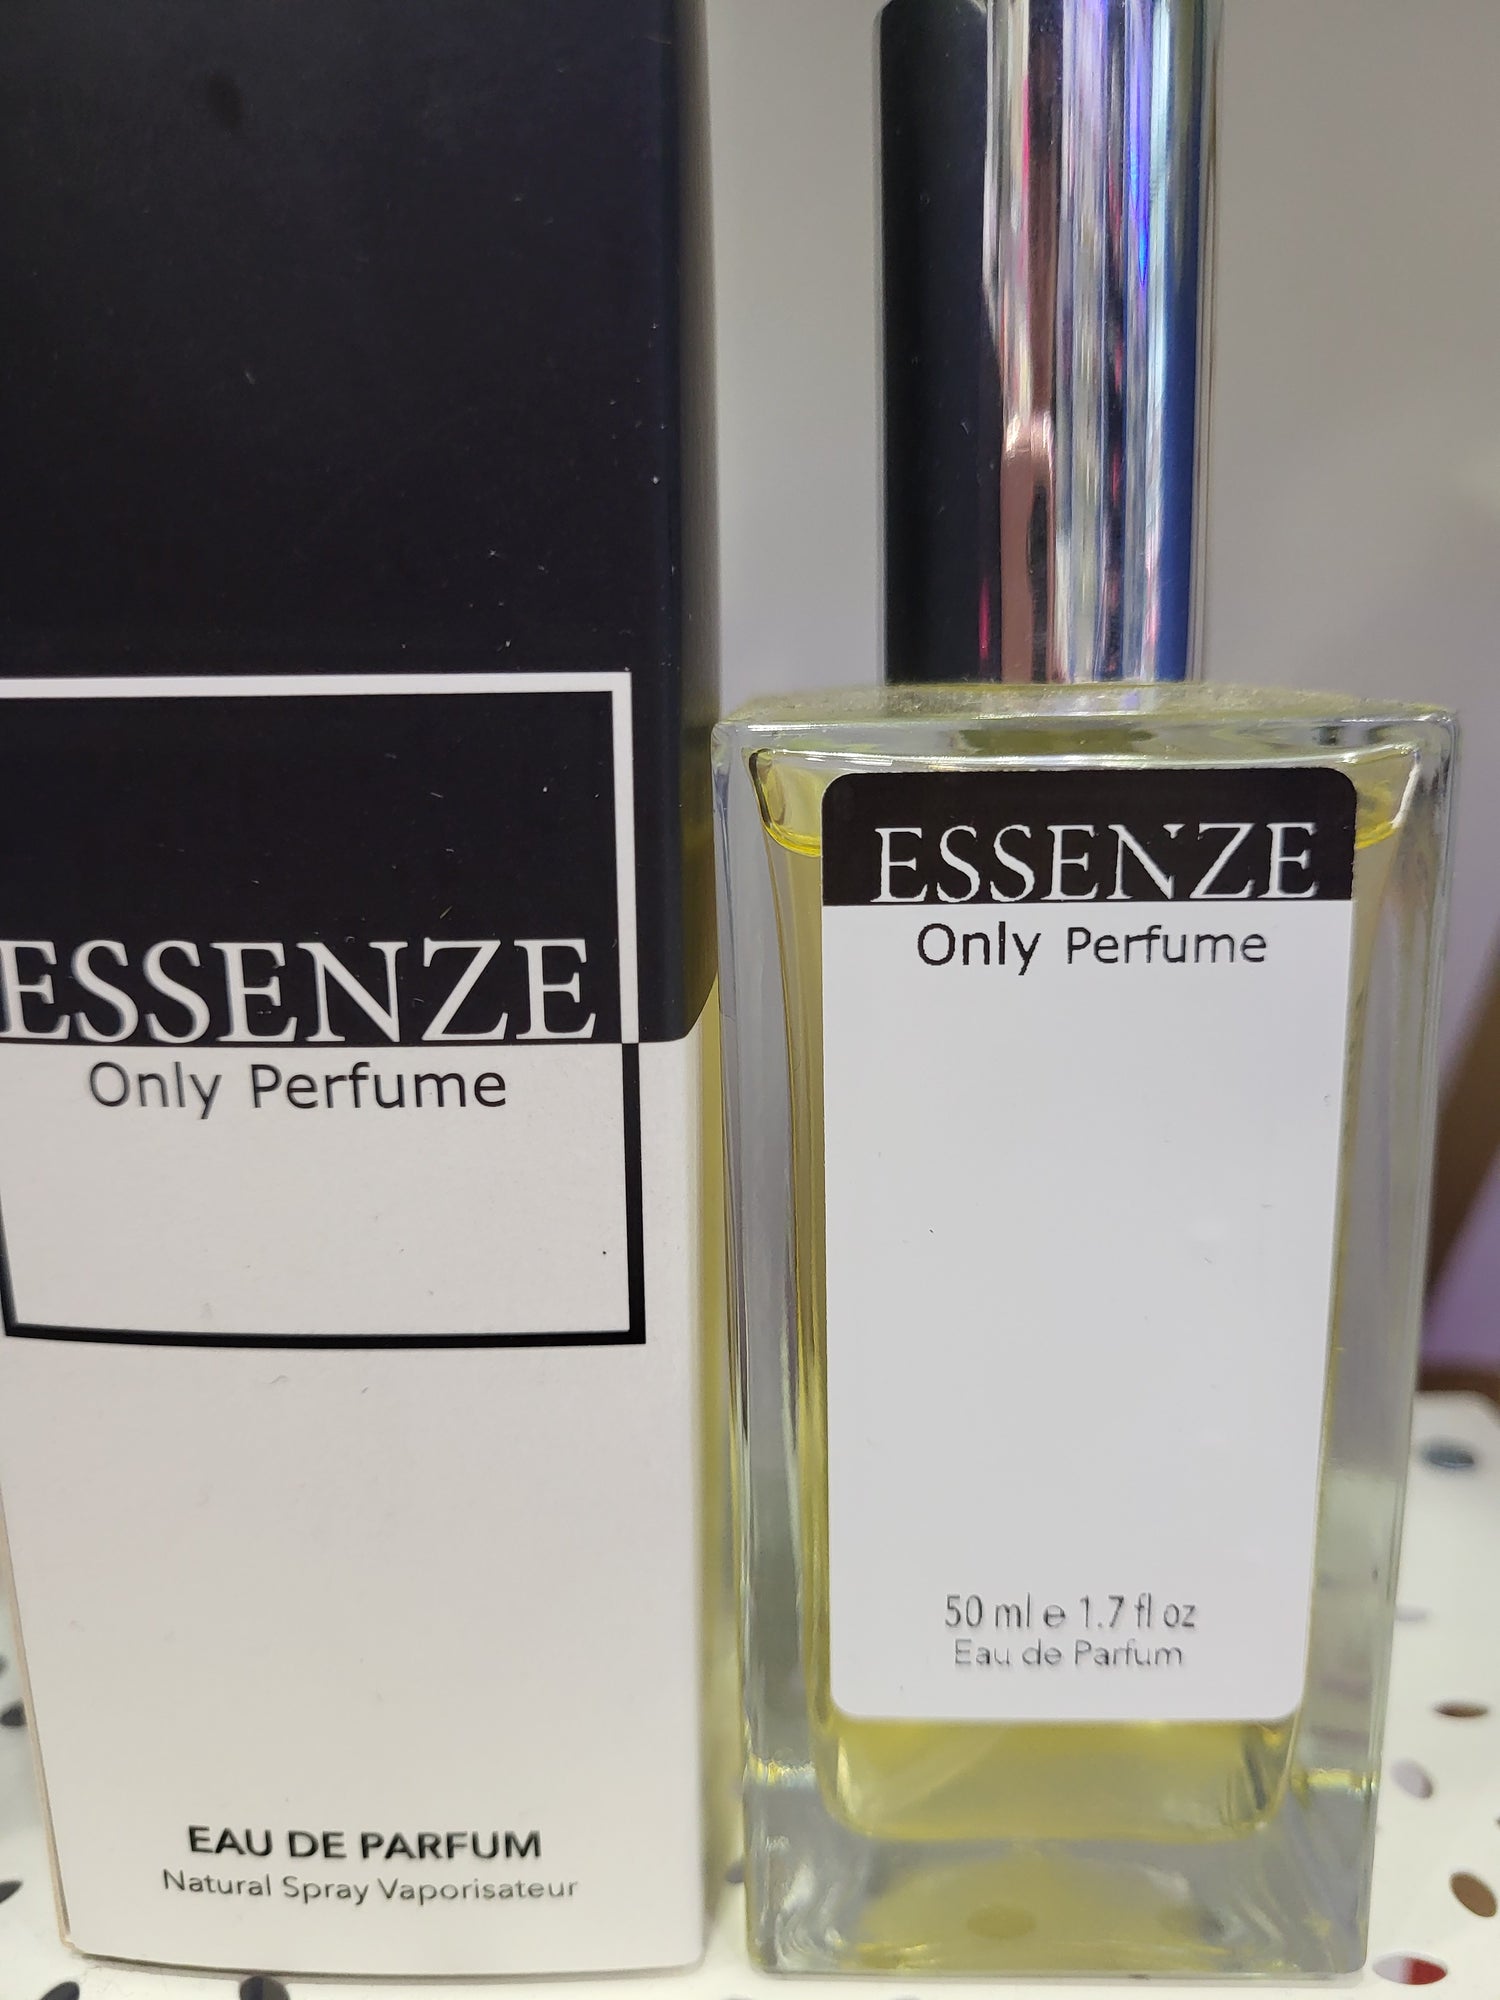 ESSENZE
Only Perfume
EAU DE PARFUM
Natural Spray Vaporisateur
ESSENZE
Only Perfume
50 ml e 1.7 fl oz
Eau de Parfum